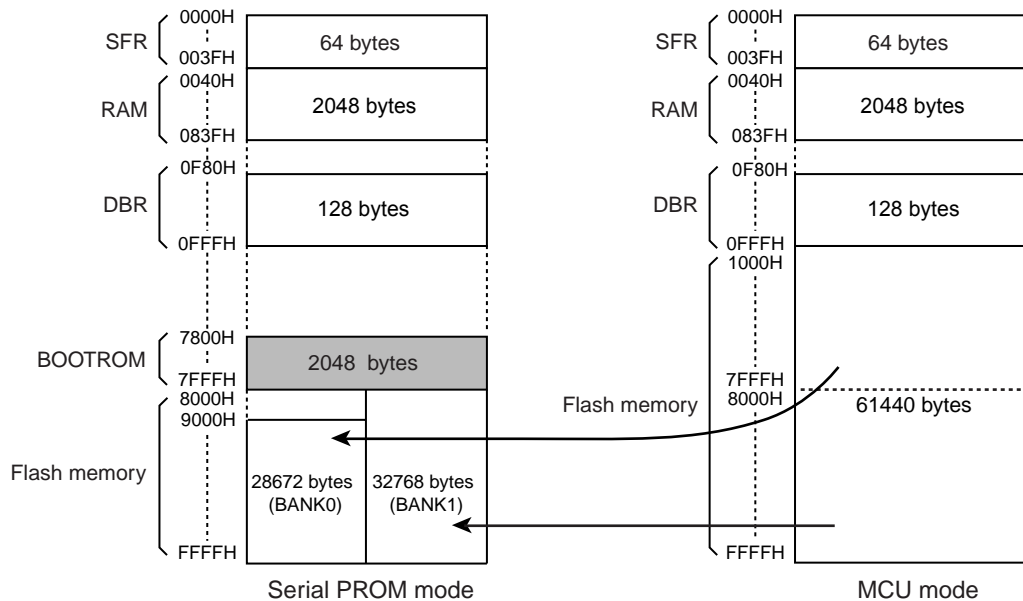 SFR
0000H
003FH
64 bytes
RAM
0040H
083FH
2048 bytes
DBR
0F80H
0FFFH
128 bytes
BOOTROM
7800H
7FFFH
2048 bytes
Flash memory
8000H
9000H
FFFFH
28672 bytes
(BANK0)
32768 bytes
(BANK1)
Serial PROM mode
SFR
0000H
003FH
64 bytes
RAM
0040H
083FH
2048 bytes
DBR
0F80H
0FFFH
128 bytes
Flash memory
1000H
7FFFH
8000H
FFFFH
61440 bytes
MCU mode